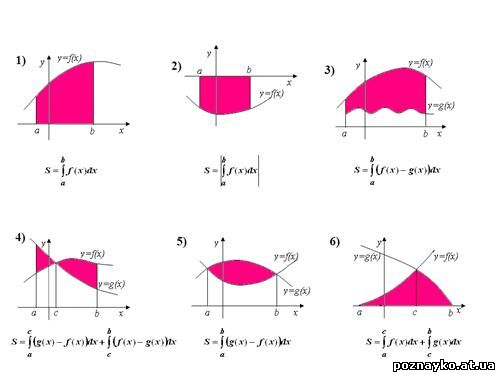 1)
y
y=f(x)
a
b
x
S = ∫ₐᵇ f(x)dx
2)
y
a
b
x
y=f(x)
S = |∫ₐᵇ f(x)dx|
3)
y
y=f(x)
y=g(x)
a
b
x
S = ∫ₐᵇ (f(x) − g(x))dx
4)
y
y=f(x)
y=g(x)
a
c
b
x
S = ∫ₐᶜ (g(x) − f(x))dx + ∫꜀ᵇ (f(x) − g(x))dx
5)
y
y=f(x)
y=g(x)
a
b
x
S = ∫ₐᵇ (g(x) − f(x))dx
6)
y
y=g(x)
y=f(x)
a
c
b
x
S = ∫ₐᶜ f(x)dx + ∫꜀ᵇ g(x)dx
poznayko.at.ua